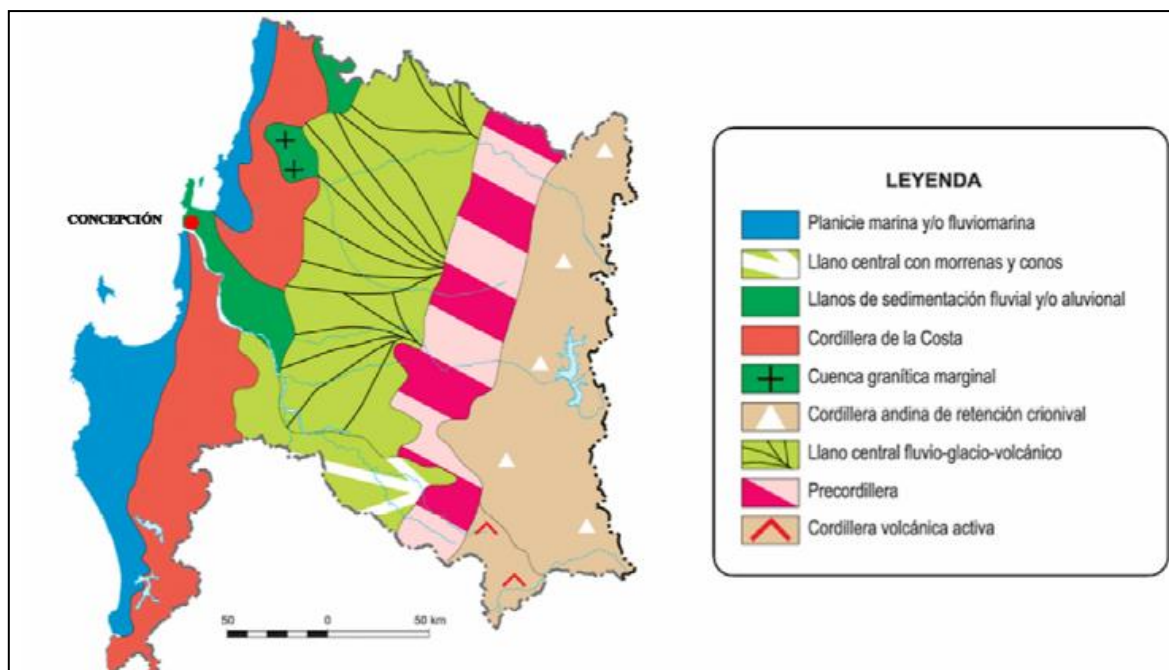 CONCEPCIÓN
50 0 50 km
LEYENDA
Planicie marina y/o fluviomarina
Llano central con morrenas y conos
Llanos de sedimentación fluvial y/o aluvional
Cordillera de la Costa
Cuenca granítica marginal
Cordillera andina de retención crionival
Llano central fluvio-glacio-volcánico
Precordillera
Cordillera volcánica activa